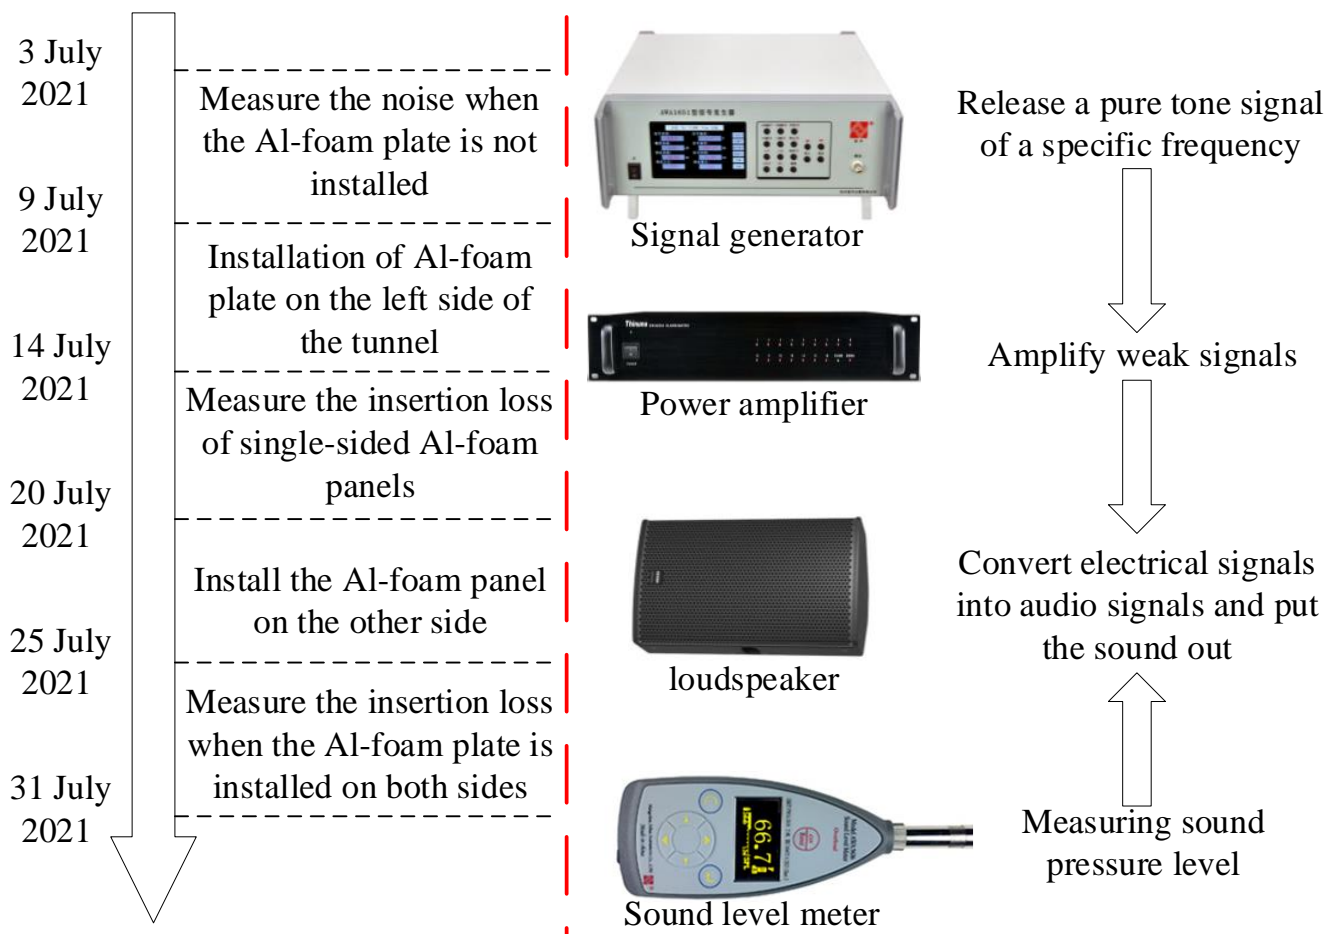 3 July
2021
Measure the noise when
the Al-foam plate is not
installed
9 July
2021
Installation of Al-foam
plate on the left side of
the tunnel
14 July
2021
Measure the insertion loss
of single-sided Al-foam
panels
20 July
2021
Install the Al-foam panel
on the other side
25 July
2021
Measure the insertion loss
when the Al-foam plate is
installed on both sides
31 July
2021
Signal generator
Thinuna
Power amplifier
loudspeaker
66.7
Sound Level Meter
Sound level meter
Release a pure tone signal
of a specific frequency
Amplify weak signals
Convert electrical signals
into audio signals and put
the sound out
Measuring sound
pressure level